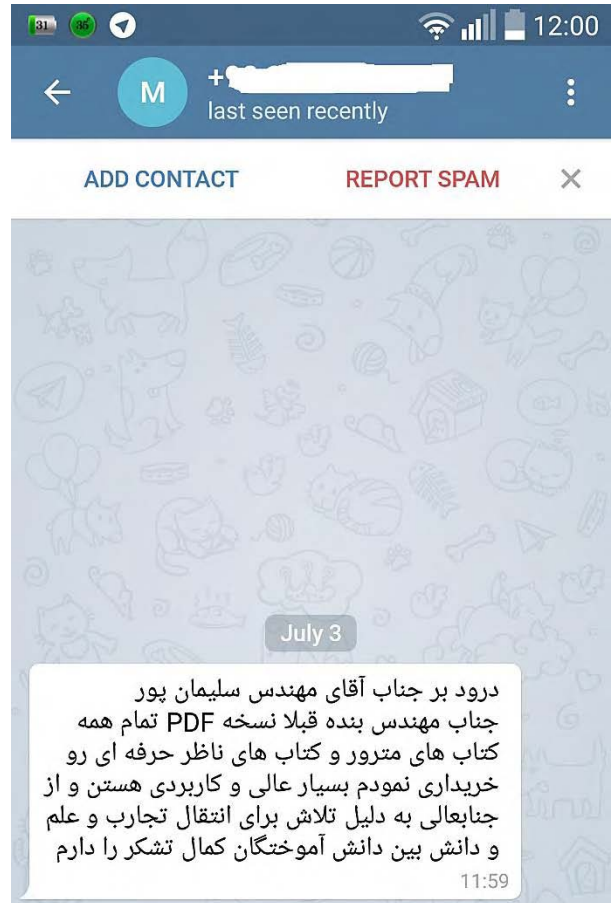 31
35
12:00
M
+
last seen recently
ADD CONTACT
REPORT SPAM
July 3
درود بر جناب آقای مهندس سلیمان پور
جناب مهندس بنده قبلا نسخه PDF تمام همه
کتاب های مترور و کتاب های ناظر حرفه ای رو
خریداری نمودم بسیار عالی و کاربردی هستن و از
جنابعالی به دلیل تلاش برای انتقال تجارب و علم
و دانش بین دانش آموختگان کمال تشکر را دارم
11:59